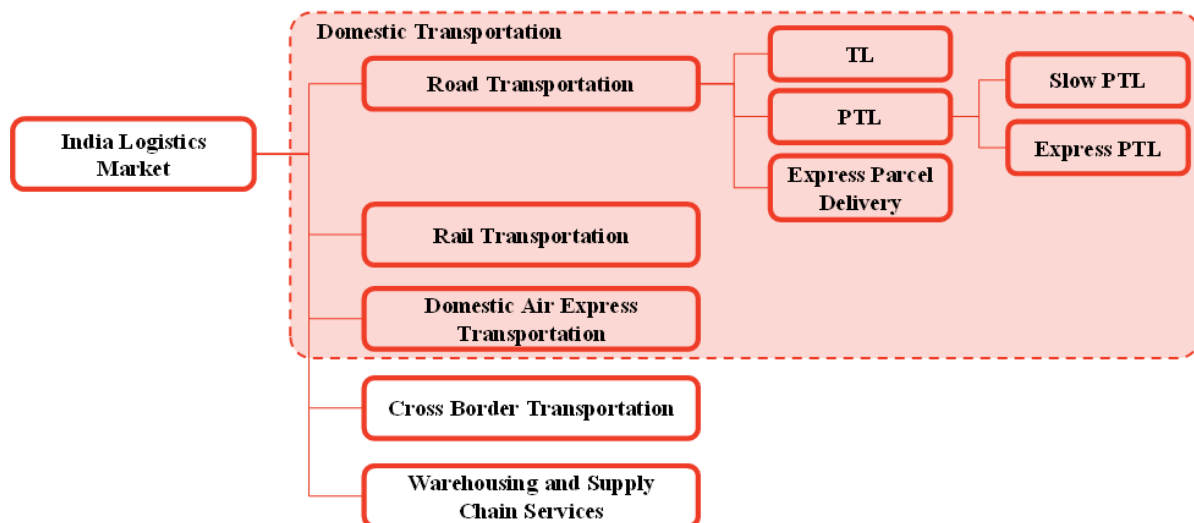 Domestic Transportation
India Logistics
Market
Road Transportation
TL
PTL
Slow PTL
Express PTL
Express Parcel
Delivery
Rail Transportation
Domestic Air Express
Transportation
Cross Border Transportation
Warehousing and Supply
Chain Services